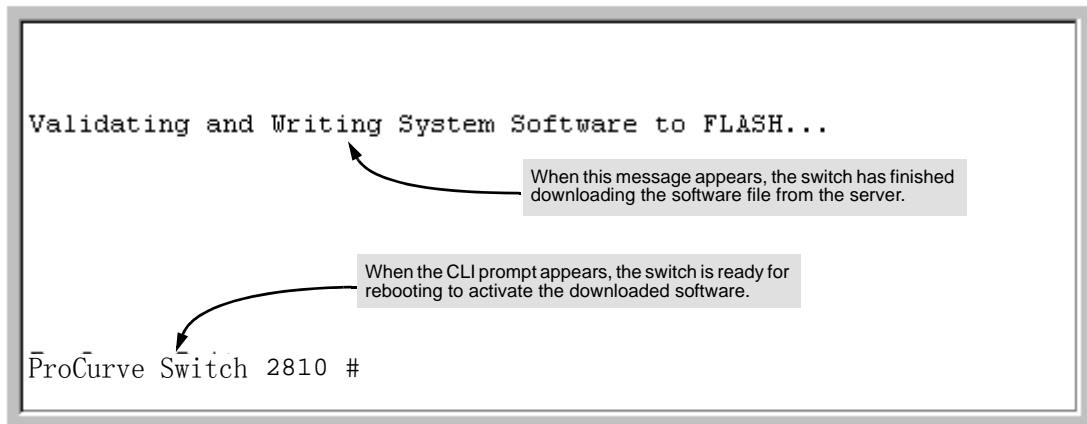 Validating and Writing System Software to FLASH...
When this message appears, the switch has finished
downloading the software file from the server.
When the CLI prompt appears, the switch is ready for
rebooting to activate the downloaded software.
ProCurve Switch 2810 #